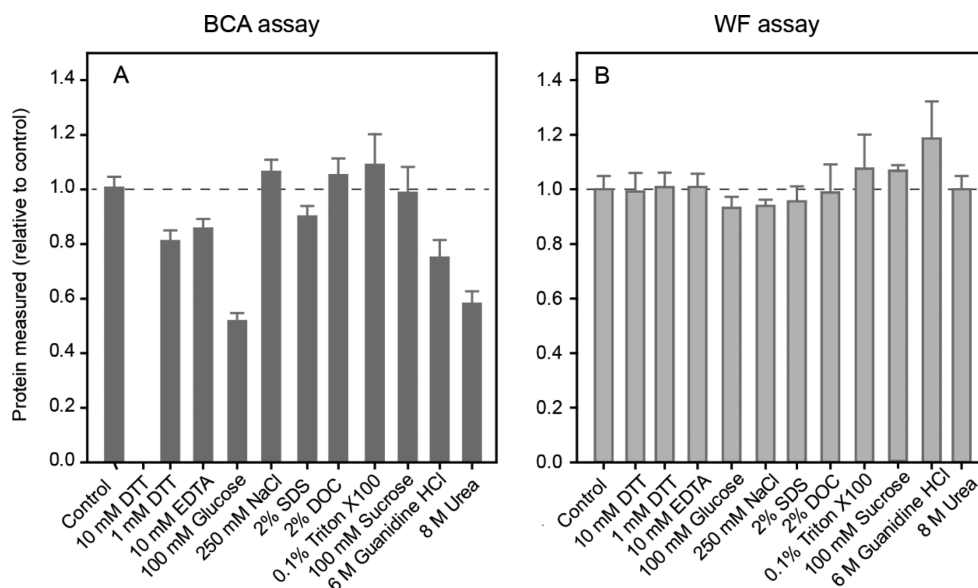 BCA assay
WF assay
Protein measured (relative to control)
A
1.4
1.2
1.0
0.8
0.6
0.4
0.2
0.0
Control
10 mM DTT
1 mM DTT
10 mM EDTA
100 mM Glucose
250 mM NaCl
2% SDS
2% DOC
0.1% Triton X100
100 mM Sucrose
6 M Guanidine HCl
8 M Urea
B
1.4
1.2
1.0
0.8
0.6
0.4
0.2
0.0
Control
10 mM DTT
1 mM DTT
10 mM EDTA
100 mM Glucose
250 mM NaCl
2% SDS
2% DOC
0.1% Triton X100
100 mM Sucrose
6 M Guanidine HCl
8 M Urea